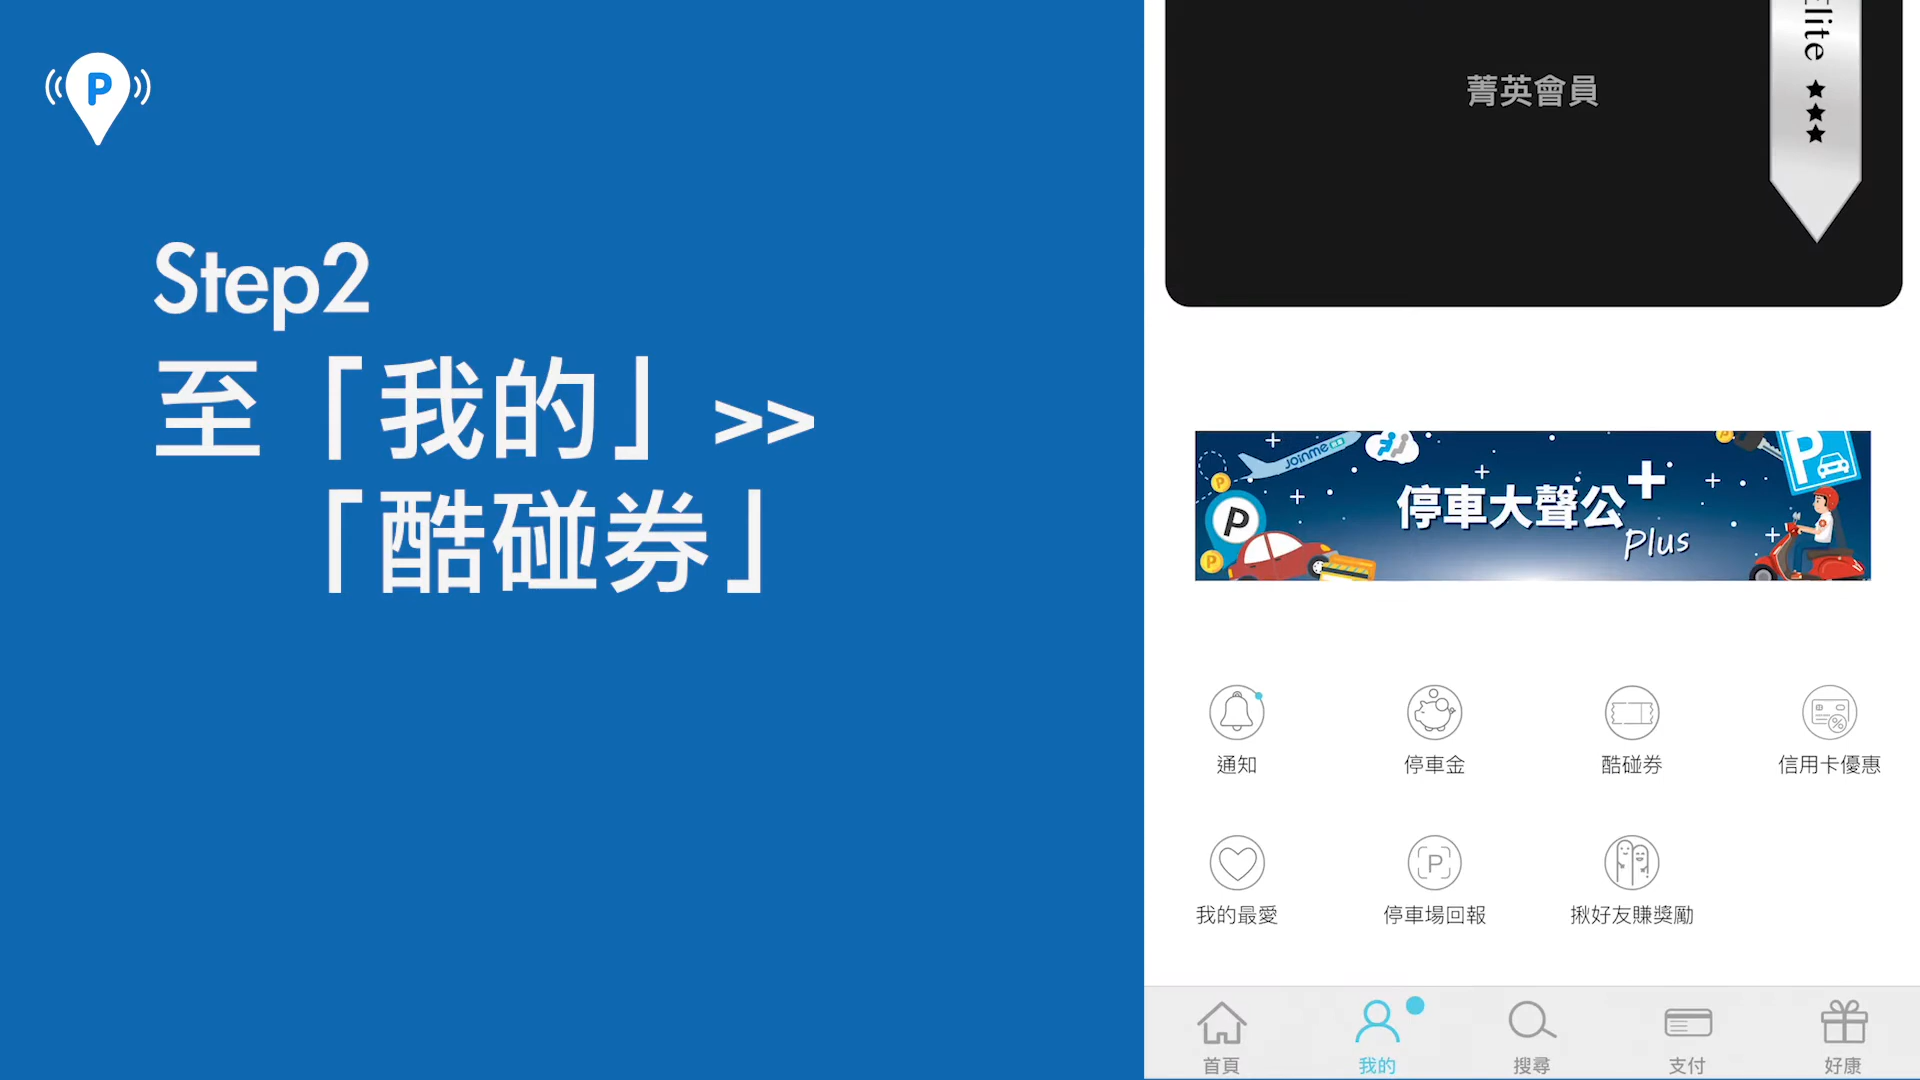 P
Step2
至「我的」>>
「酷碰券」
Elite
菁英會員
JoinMe
停車大聲公+
Plus
P
P
通知
停車金
酷碰券
信用卡優惠
我的最愛
P
停車場回報
揪好友賺獎勵
首頁
我的
搜尋
支付
好康